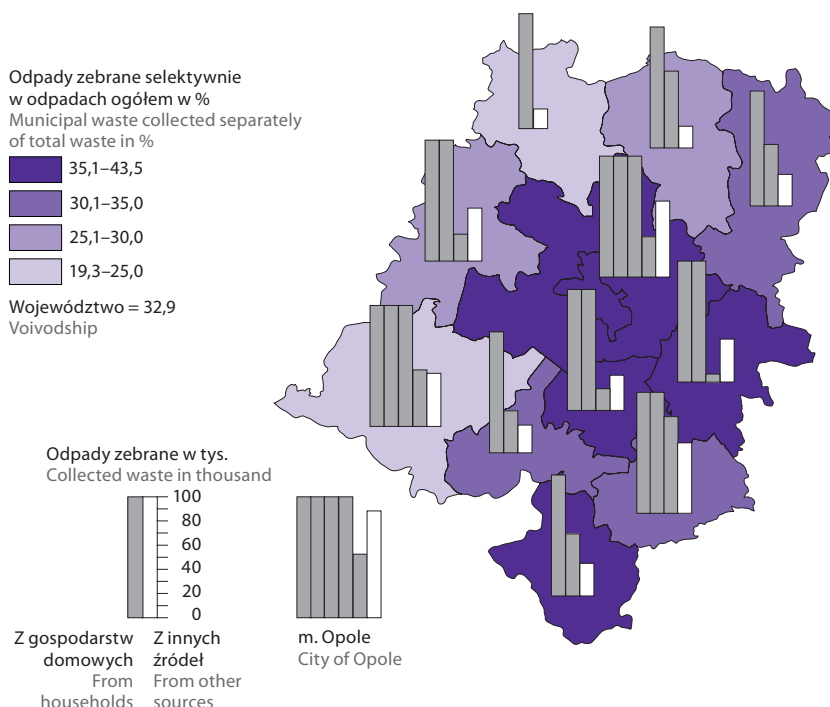 Odpady zebrane selektywnie
w odpadach ogółem w %
Municipal waste collected separately
of total waste in %
35,1–43,5
30,1–35,0
25,1–30,0
19,3–25,0
Województwo = 32,9
Voivodship
Odpady zebrane w tys.
Collected waste in thousand
100
80
60
40
20
0
Z gospodarstw
domowych
From
households
Z innych
źródeł
From other
sources
m. Opole
City of Opole